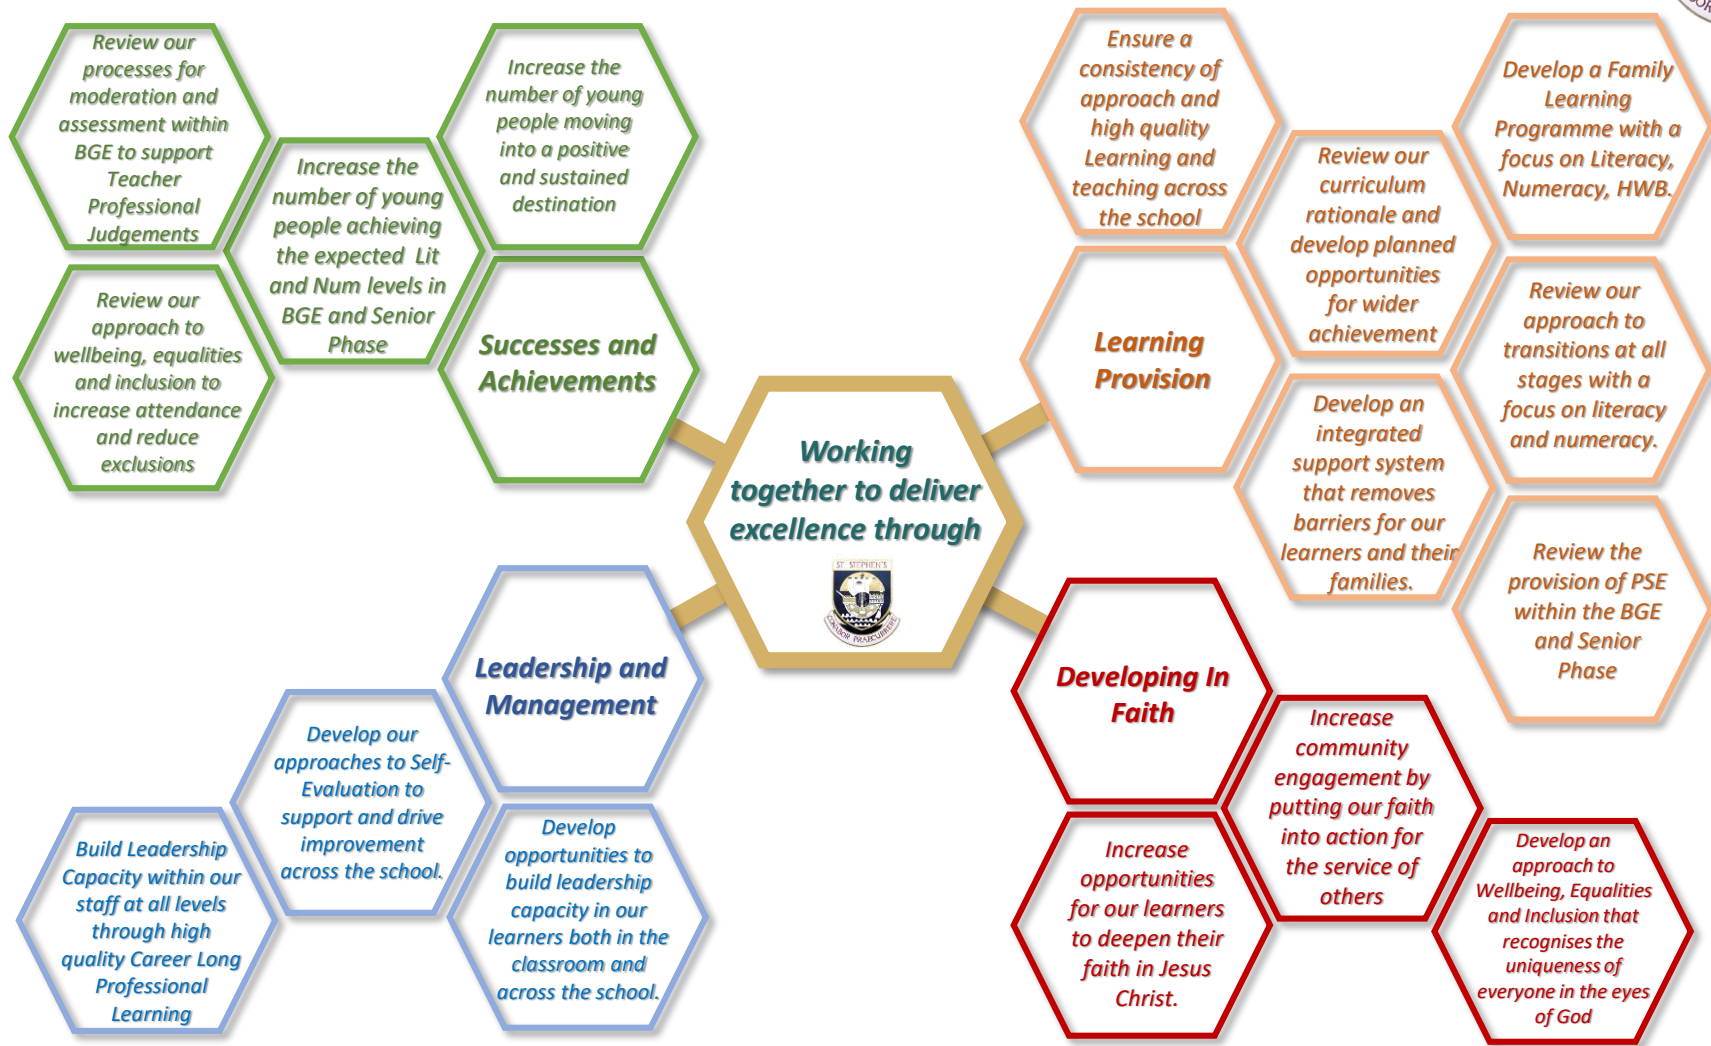 Review our
processes for
moderation and
assessment within
BGE to support
Teacher
Professional
Judgements
Increase the
number of young
people moving
into a positive
and sustained
destination
Increase the
number of young
people achieving
the expected Lit
and Num levels in
BGE and Senior
Phase
Review our
approach to
wellbeing, equalities
and inclusion to
increase attendance
and reduce
exclusions
Successes and
Achievements
Ensure a
consistency of
approach and
high quality
Learning and
teaching across
the school
Develop a Family
Learning
Programme with a
focus on Literacy,
Numeracy, HWB.
Review our
curriculum
rationale and
develop planned
opportunities
for wider
achievement
Learning
Provision
Review our
approach to
transitions at all
stages with a
focus on literacy
and numeracy.
Develop an
integrated
support system
that removes
barriers for our
learners and their
families.
Review the
provision of PSE
within the BGE
and Senior
Phase
Working
together to deliver
excellence through
ST STEPHEN'S
CONABOR PRAECURRERE
Leadership and
Management
Develop our
approaches to Self-
Evaluation to
support and drive
improvement
across the school.
Build Leadership
Capacity within our
staff at all levels
through high
quality Career Long
Professional
Learning
Develop
opportunities to
build leadership
capacity in our
learners both in the
classroom and
across the school.
Developing In
Faith
Increase
community
engagement by
putting our faith
into action for
the service of
others
Increase
opportunities
for our learners
to deepen their
faith in Jesus
Christ.
Develop an
approach to
Wellbeing, Equalities
and Inclusion that
recognises the
uniqueness of
everyone in the eyes
of God